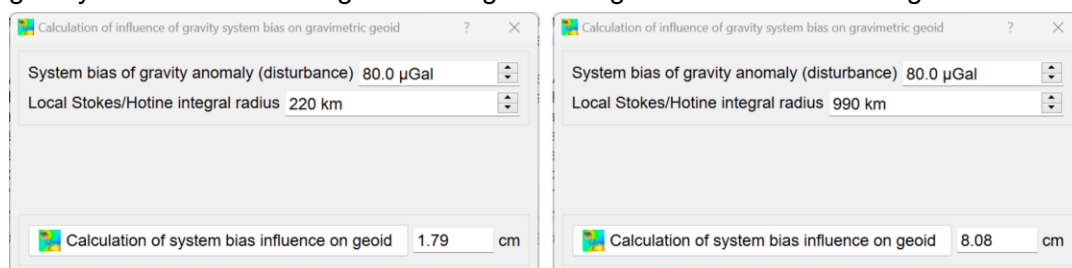 Calculation of influence of gravity system bias on gravimetric geoid ? ×
System bias of gravity anomaly (disturbance) 80.0 μGal
Local Stokes/Hotine integral radius 220 km
Calculation of system bias influence on geoid 1.79 cm
Calculation of influence of gravity system bias on gravimetric geoid ? ×
System bias of gravity anomaly (disturbance) 80.0 μGal
Local Stokes/Hotine integral radius 990 km
Calculation of system bias influence on geoid 8.08 cm